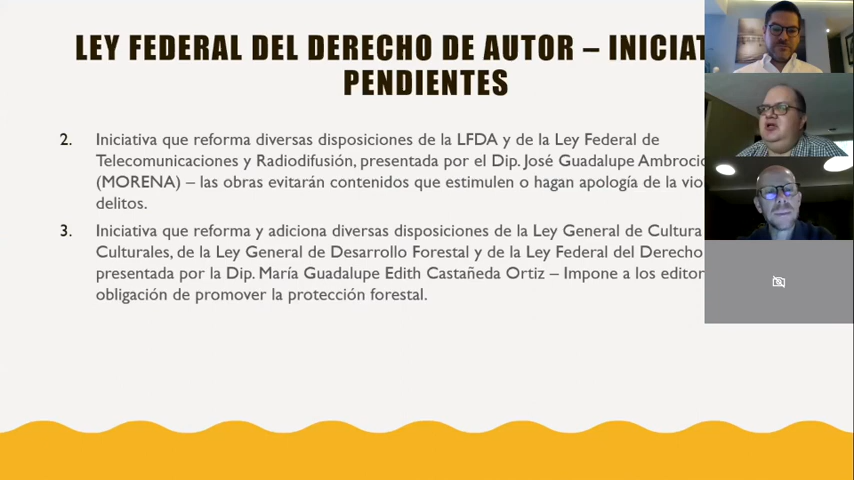 LEY FEDERAL DEL DERECHO DE AUTOR –
PENDIENTES
2. Iniciativa que reforma diversas disposiciones de la LFDA y de la Ley Federal de
Telecomunicaciones y Radiodifusión, presentada por el Dip. José Guadalupe
(MORENA) – las obras evitarán contenidos que estimulen o hagan apología de la
delitos.
3. Iniciativa que reforma y adiciona diversas disposiciones de la Ley General de Cultura
Culturales, de la Ley General de Desarrollo Forestal y de la Ley Federal del Derecho
presentada por la Dip. María Guadalupe Edith Castañeda Ortiz – Impone a los
obligación de promover la protección forestal.